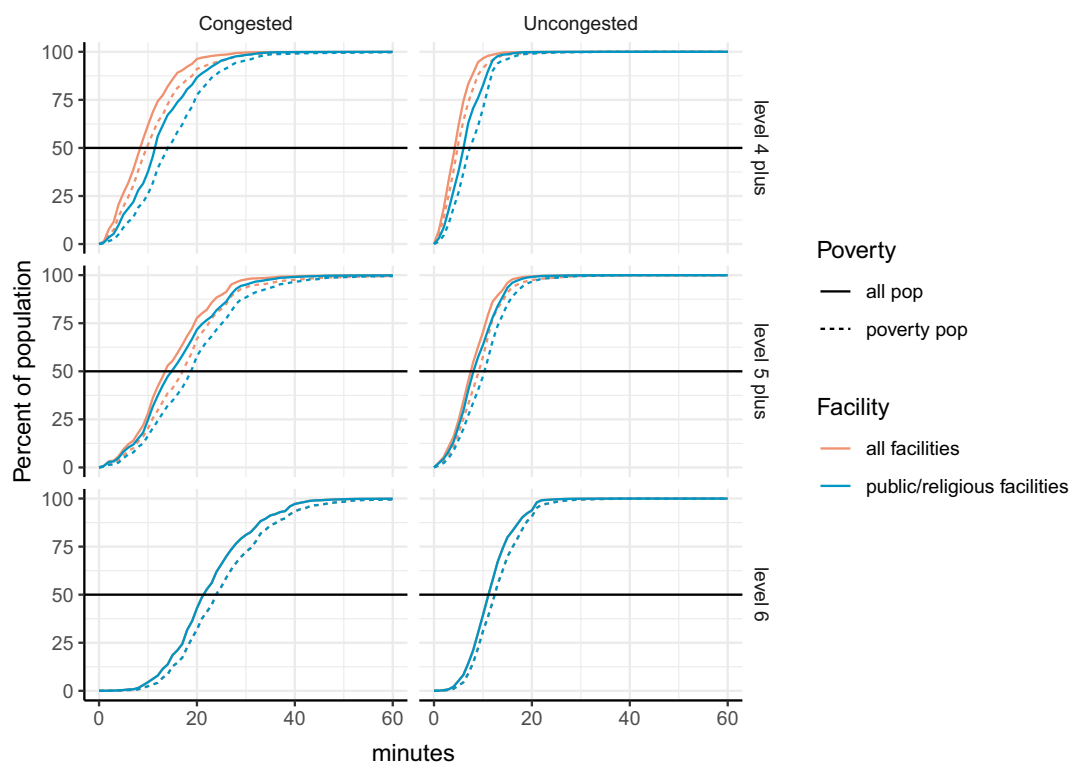 Congested
Uncongested
100
75
50
25
0
level 4 plus
100
75
50
25
0
level 5 plus
100
75
50
25
0
level 6
0
20
40
60
0
20
40
60
Percent of population
minutes
Poverty
all pop
poverty pop
Facility
all facilities
public/religious facilities